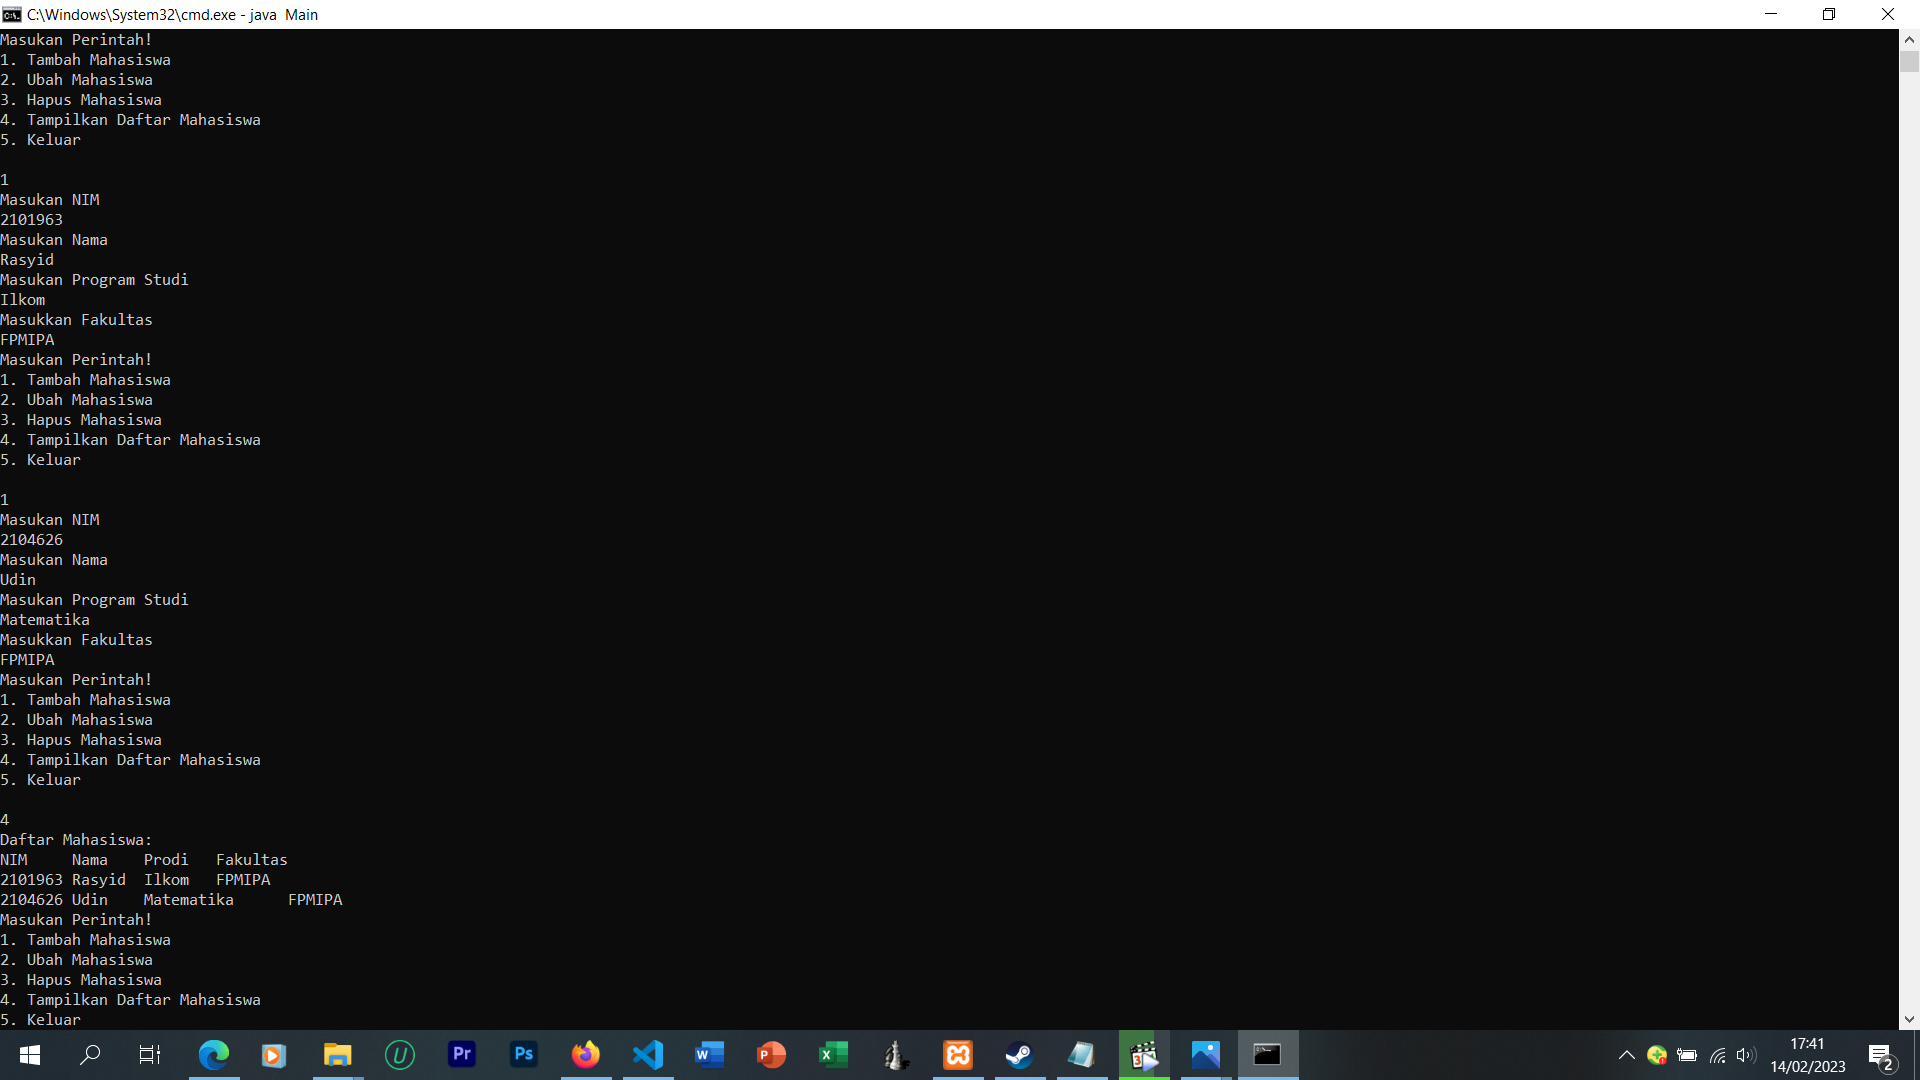 C:\Windows\System32\cmd.exe - java  Main
Masukan Perintah!
1. Tambah Mahasiswa
2. Ubah Mahasiswa
3. Hapus Mahasiswa
4. Tampilkan Daftar Mahasiswa
5. Keluar

1
Masukan NIM
2101963
Masukan Nama
Rasyid
Masukan Program Studi
Ilkom
Masukkan Fakultas
FPMIPA
Masukan Perintah!
1. Tambah Mahasiswa
2. Ubah Mahasiswa
3. Hapus Mahasiswa
4. Tampilkan Daftar Mahasiswa
5. Keluar

1
Masukan NIM
2104626
Masukan Nama
Udin
Masukan Program Studi
Matematika
Masukkan Fakultas
FPMIPA
Masukan Perintah!
1. Tambah Mahasiswa
2. Ubah Mahasiswa
3. Hapus Mahasiswa
4. Tampilkan Daftar Mahasiswa
5. Keluar

4
Daftar Mahasiswa:
NIM     Nama    Prodi   Fakultas
2101963 Rasyid  Ilkom   FPMIPA
2104626 Udin    Matematika      FPMIPA
Masukan Perintah!
1. Tambah Mahasiswa
2. Ubah Mahasiswa
3. Hapus Mahasiswa
4. Tampilkan Daftar Mahasiswa
5. Keluar
U Pr Ps W P X 3
17:41
14/02/2023
2